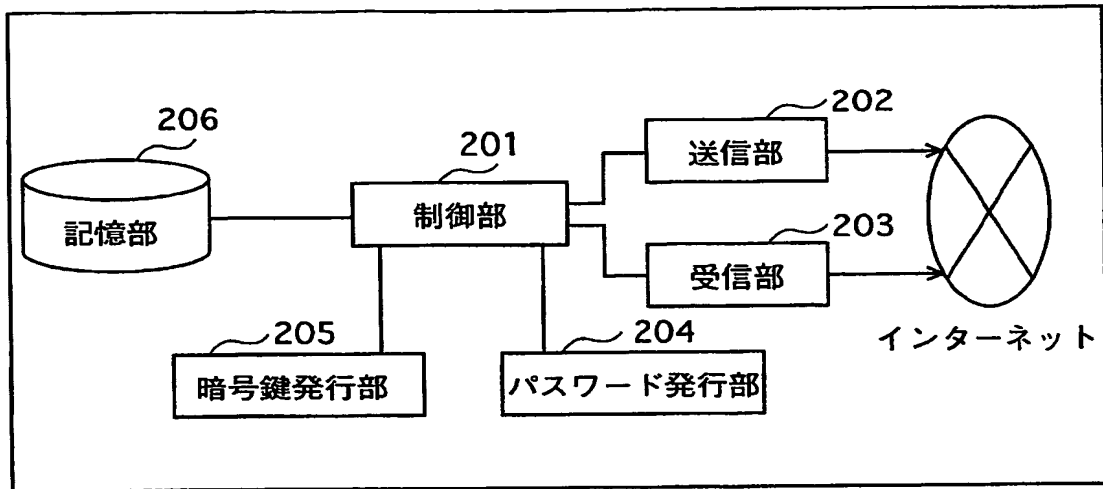 202
206
201
送信部
制御部
記憶部
203
受信部
インターネット
205
204
暗号鍵発行部
パスワード発行部